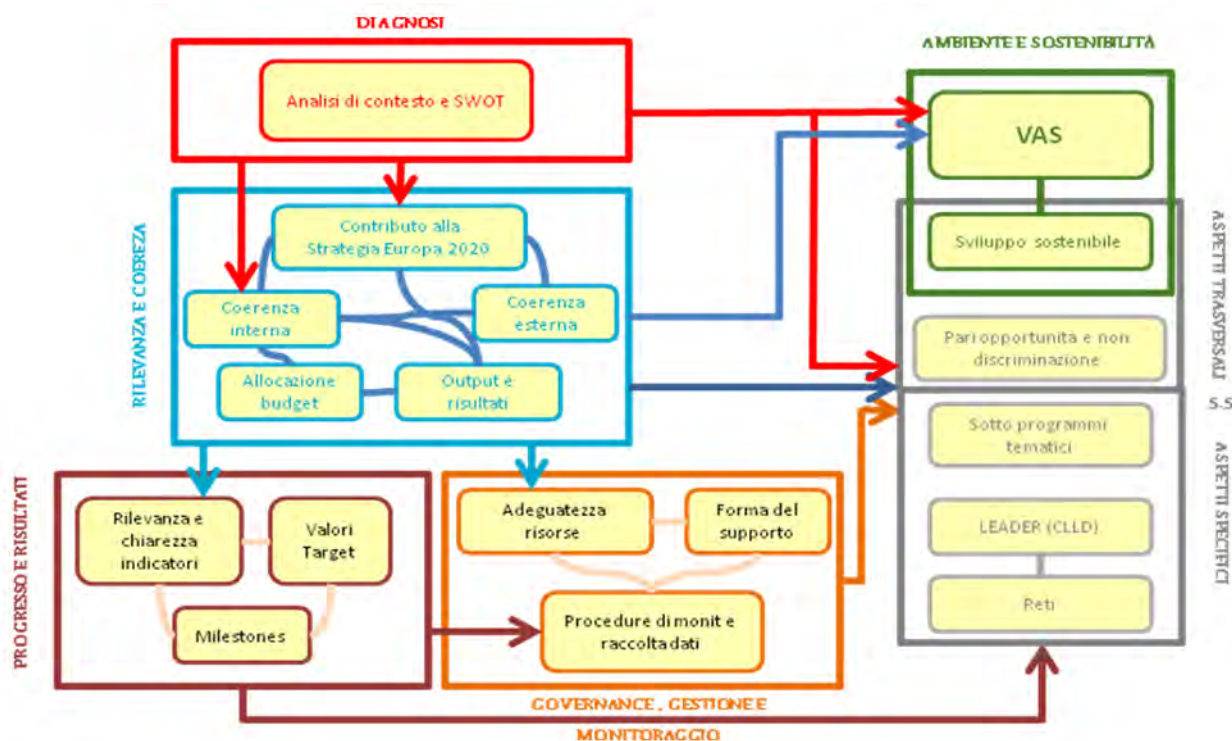 DIAGNOSI
AMBIENTE E SOSTENIBILITÀ
Analisi di contesto e SWOT
VAS
Sviluppo sostenibile
RILEVANZA E COEREZA
Contributo alla
Strategia Europa 2020
Coerenza
interna
Coerenza
esterna
Allocazione
budget
Output e
risultati
ASPETTI TRASVERSALI
Pari opportunità e non
discriminazione
S-S
ASPETTI SPECIFICI
Sotto programmi
tematici
LEADER (CLLD)
Reti
PROGRESSO E RISULTATI
Rilevanza e
chiarezza
indicatori
Valori
Target
Milestones
Adeguatezza
risorse
Forma del
supporto
Procedure di monit e
raccolta dati
GOVERNANCE, GESTIONE E
MONITORAGGIO